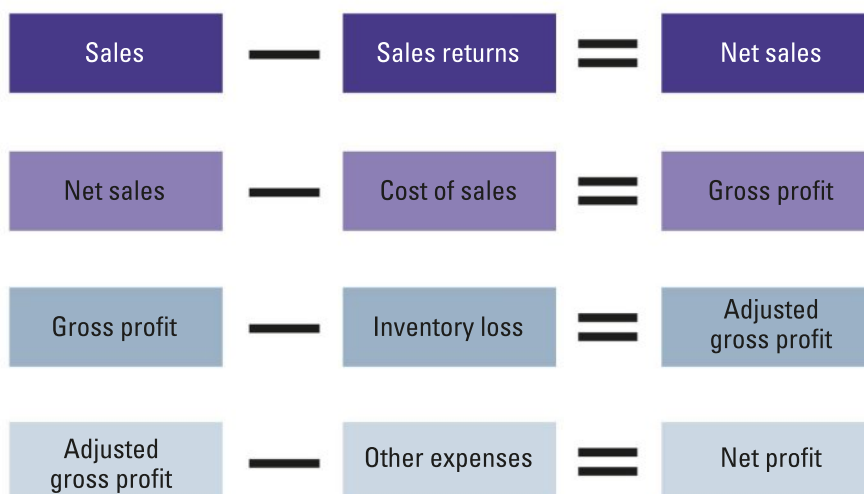 Sales — Sales returns = Net sales
Net sales — Cost of sales = Gross profit
Gross profit — Inventory loss = Adjusted
gross profit
Adjusted
gross profit — Other expenses = Net profit